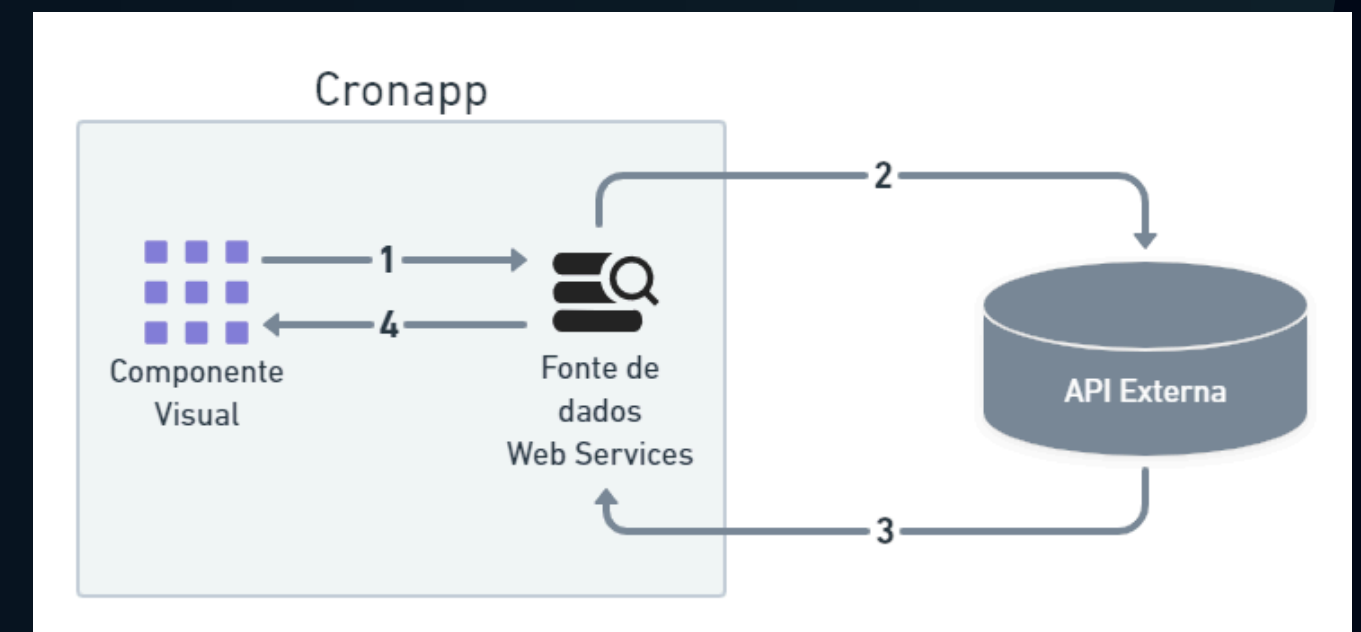 Cronapp
2
1
4
Componente
Visual
Fonte de
dados
Web Services
API Externa
3